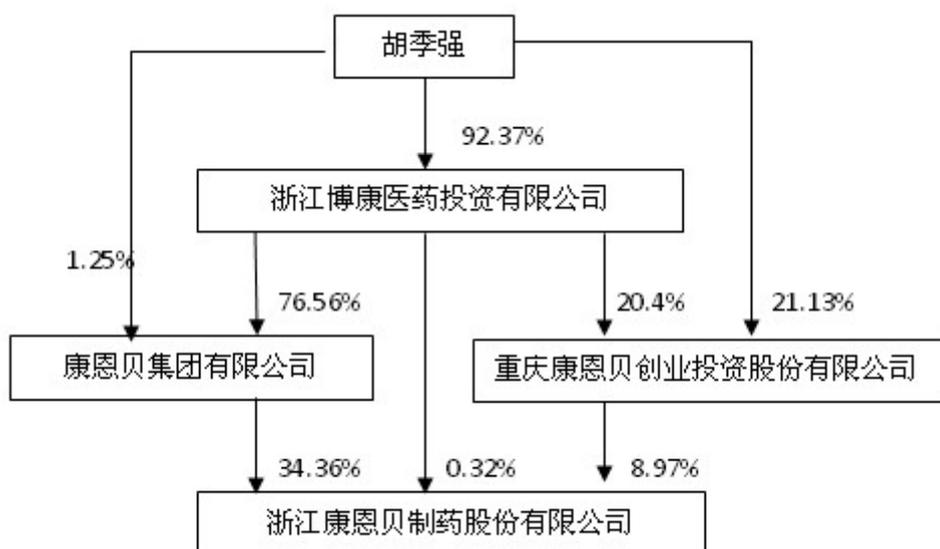 胡季强
92.37%
浙江博康医药投资有限公司
1.25%
76.56%
20.4%
21.13%
康恩贝集团有限公司
重庆康恩贝创业投资股份有限公司
34.36%
0.32%
8.97%
浙江康恩贝制药股份有限公司